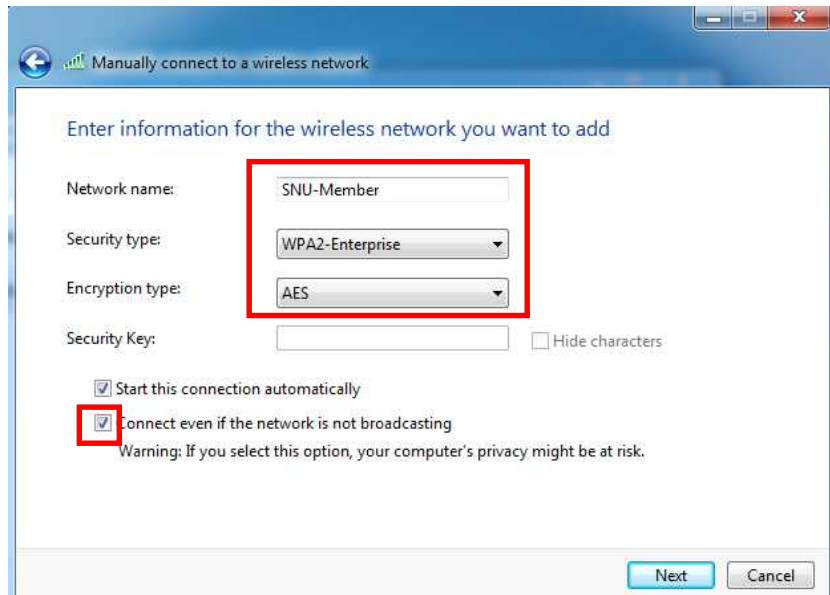 Manually connect to a wireless network
Enter information for the wireless network you want to add
Network name: SNU-Member
Security type: WPA2-Enterprise
Encryption type: AES
Security Key: Hide characters
Start this connection automatically
Connect even if the network is not broadcasting
Warning: If you select this option, your computer's privacy might be at risk.
Next Cancel